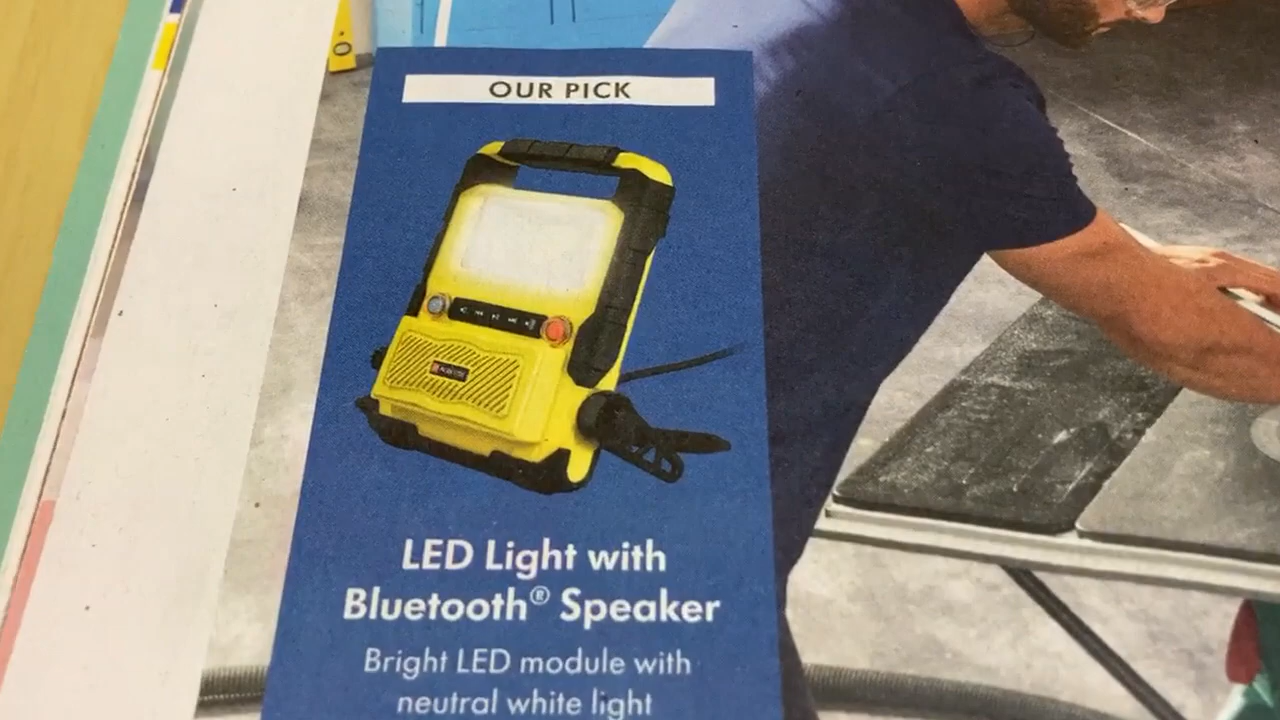 OUR PICK
LED Light with
Bluetooth® Speaker
Bright LED module with
neutral white light